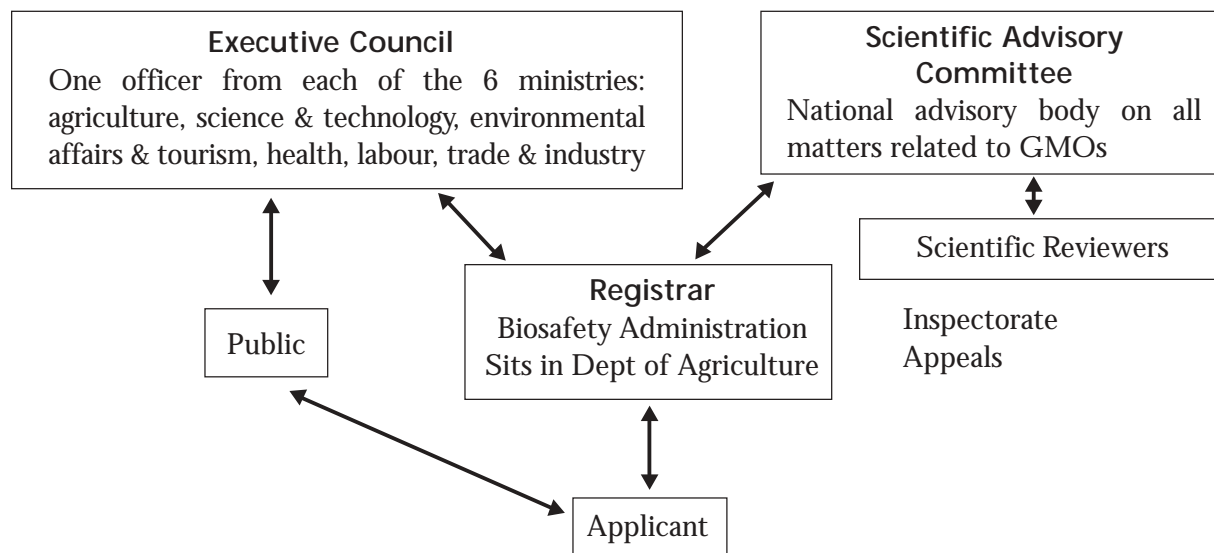 Executive Council
One officer from each of the 6 ministries:
agriculture, science & technology, environmental
affairs & tourism, health, labour, trade & industry
Scientific Advisory
Committee
National advisory body on all
matters related to GMOs
Scientific Reviewers
Registrar
Biosafety Administration
Sits in Dept of Agriculture
Public
Inspectorate
Appeals
Applicant